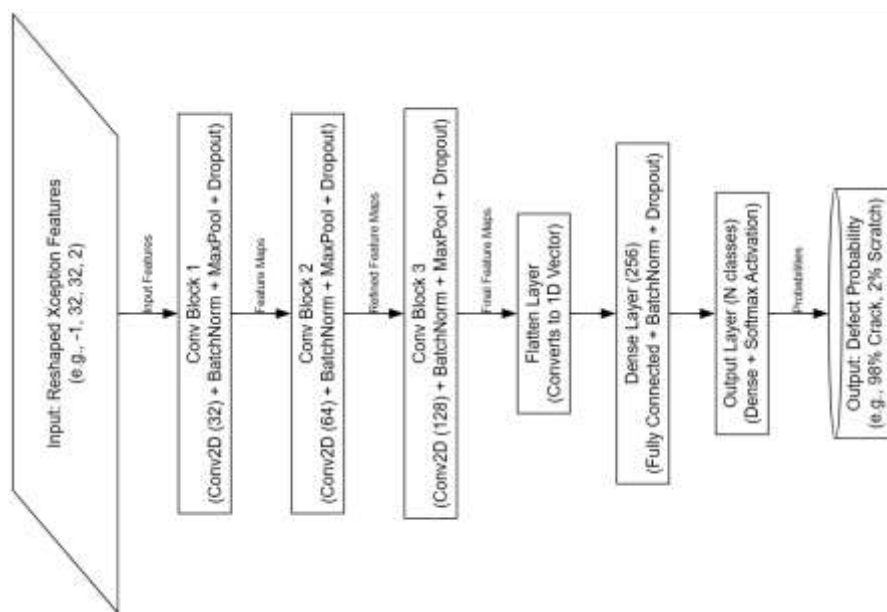 Input: Reshaped Xception Features
(e.g., -1, 32, 32, 2)
Input Features
Conv Block 1
(Conv2D (32) + BatchNorm + MaxPool + Dropout)
Feature Maps
Conv Block 2
(Conv2D (64) + BatchNorm + MaxPool + Dropout)
Refined Feature Maps
Conv Block 3
(Conv2D (128) + BatchNorm + MaxPool + Dropout)
Final Feature Maps
Flatten Layer
(Converts to 1D Vector)
Dense Layer (256)
(Fully Connected + BatchNorm + Dropout)
Output Layer (N classes)
(Dense + Softmax Activation)
Probabilities
Output: Defect Probability
(e.g., 98% Crack, 2% Scratch)